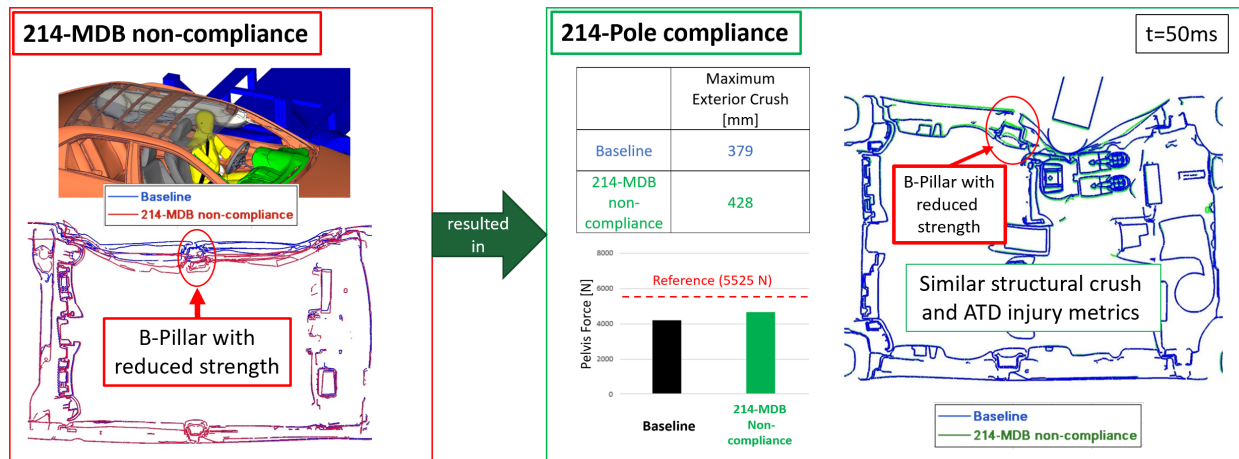 214-MDB non-compliance
Baseline
214-MDB non-compliance
B-Pillar with
reduced strength
resulted
in
214-Pole compliance
t=50ms
Maximum
Exterior Crush
[mm]
Baseline
379
214-MDB
non-
compliance
428
Pelvis Force [N]
8000
6000
4000
2000
0
Reference (5525 N)
Baseline
214-MDB
Non-
compliance
B-Pillar with
reduced
strength
Similar structural crush
and ATD injury metrics
Baseline
214-MDB non-compliance